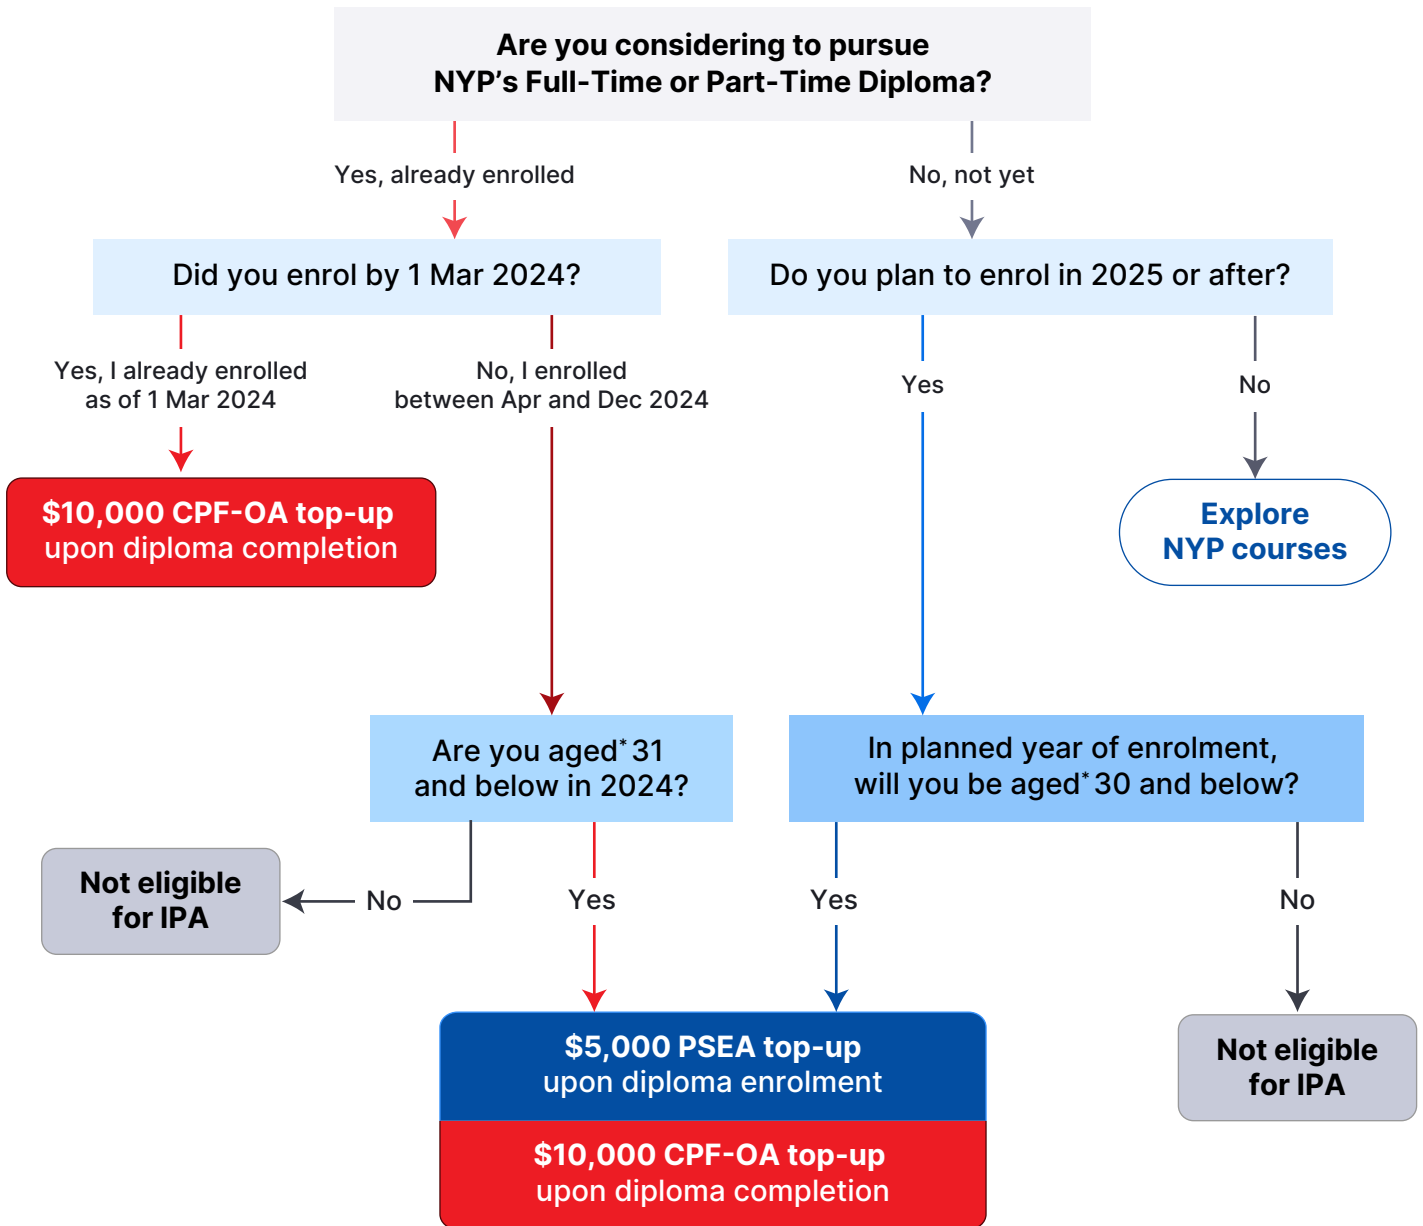 Are you considering to pursue
NYP's Full-Time or Part-Time Diploma?
Yes, already enrolled
No, not yet
Did you enrol by 1 Mar 2024?
Do you plan to enrol in 2025 or after?
Yes, I already enrolled
as of 1 Mar 2024
No, I enrolled
between Apr and Dec 2024
Yes
No
$10,000 CPF-OA top-up
upon diploma completion
Explore
NYP courses
Are you aged* 31
and below in 2024?
In planned year of enrolment,
will you be aged* 30 and below?
Not eligible
for IPA
No
Yes
Yes
No
$5,000 PSEA top-up
upon diploma enrolment
Not eligible
for IPA
$10,000 CPF-OA top-up
upon diploma completion